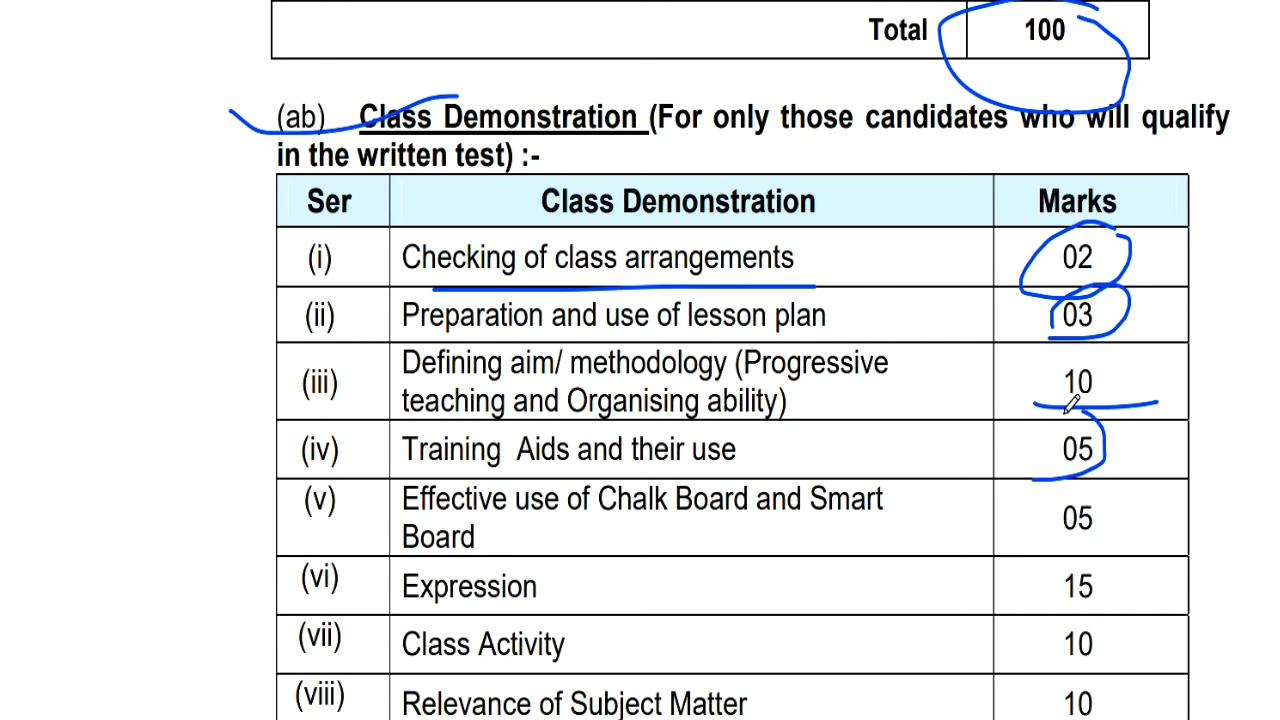 Total 100
(ab) Class Demonstration (For only those candidates who will qualify
in the written test) :-
Ser Class Demonstration Marks
(i) Checking of class arrangements 02
(ii) Preparation and use of lesson plan 03
(iii) Defining aim/ methodology (Progressive
teaching and Organising ability) 10
(iv) Training Aids and their use 05
(v) Effective use of Chalk Board and Smart
Board 05
(vi) Expression 15
(vii) Class Activity 10
(viii) Relevance of Subject Matter 10